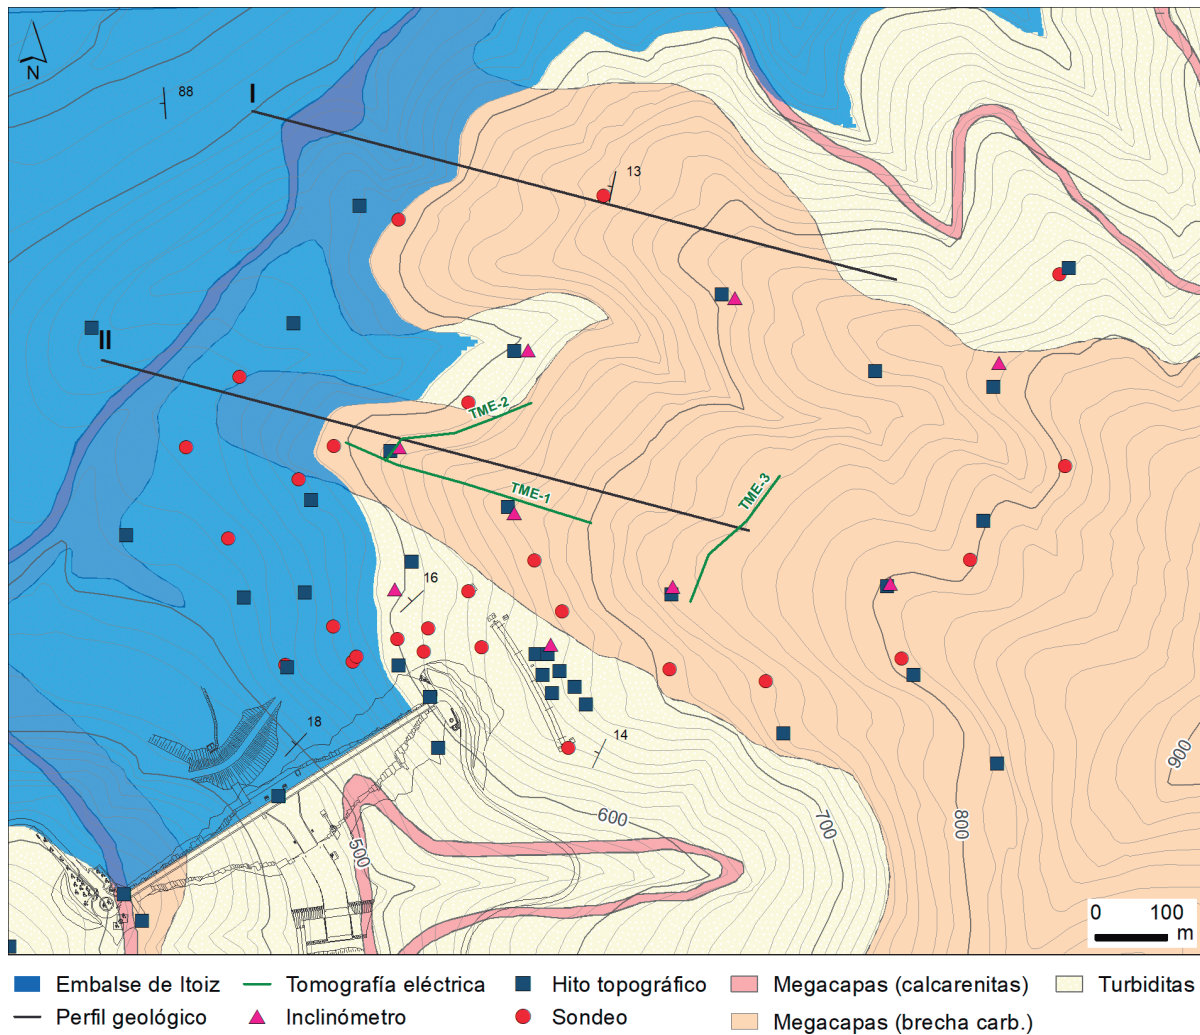 N
88
I
13
II
TME-2
TME-1
TME-3
16
18
14
600
500
700
800
900
0 100
m
Embalse de Itoiz
Tomografía eléctrica
Hito topográfico
Megacapas (calcarenitas)
Turbiditas
Perfil geológico
Inclinómetro
Sondeo
Megacapas (brecha carb.)